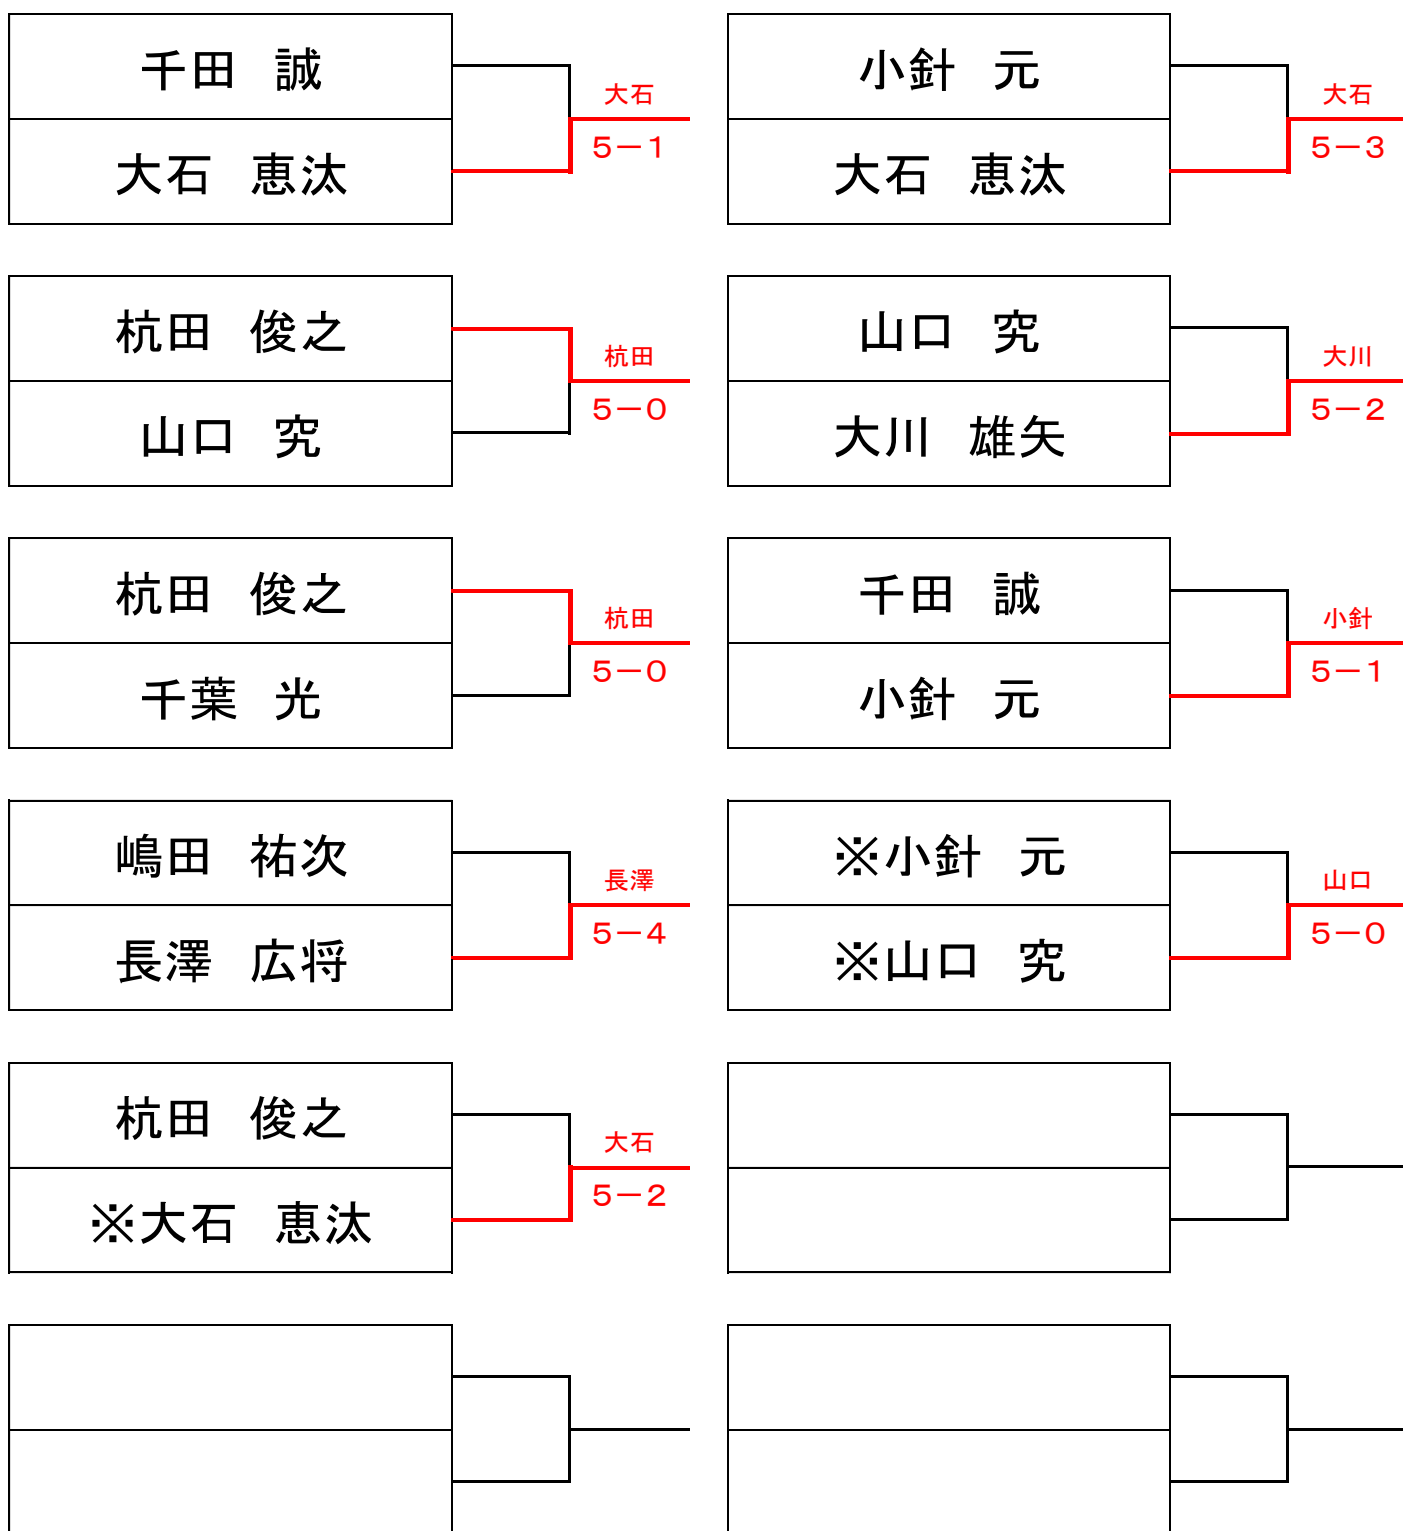 千田 誠
大石 恵汰
大石
5－1
杭田 俊之
山口 究
杭田
5－0
杭田 俊之
千葉 光
杭田
5－0
嶋田 祐次
長澤 広将
長澤
5－4
杭田 俊之
※大石 恵汰
大石
5－2
小針 元
大石 恵汰
大石
5－3
山口 究
大川 雄矢
大川
5－2
千田 誠
小針 元
小針
5－1
※小針 元
※山口 究
山口
5－0